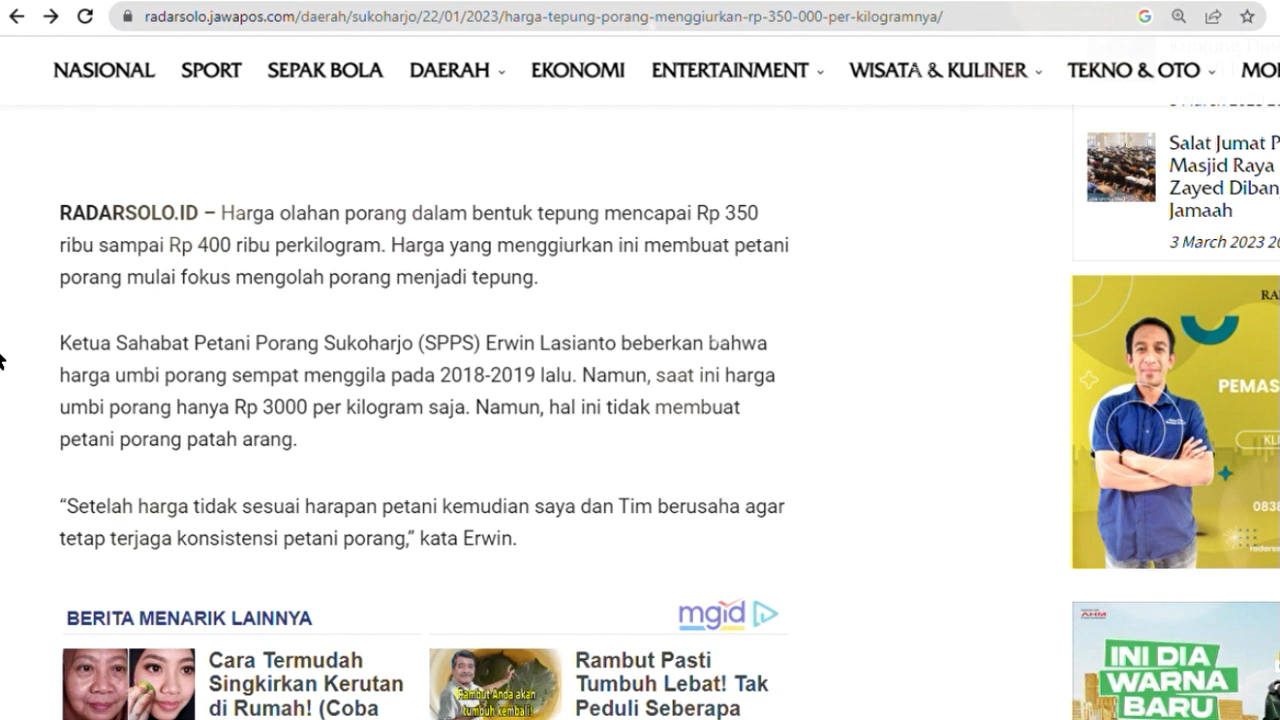 radarsolo.jawapos.com/daerah/sukoharjo/22/01/2023/harga-tepung-porang-menggiurkan-rp-350-000-per-kilogramnya/
NASIONAL SPORT SEPAK BOLA DAERAH EKONOMI ENTERTAINMENT WISATA & KULINER TEKNO & OTO
RADARSOLO.ID – Harga olahan porang dalam bentuk tepung mencapai Rp 350
ribu sampai Rp 400 ribu perkilogram. Harga yang menggiurkan ini membuat petani
porang mulai fokus mengolah porang menjadi tepung.
Ketua Sahabat Petani Porang Sukoharjo (SPPS) Erwin Lasianto beberkan bahwa
harga umbi porang sempat menggila pada 2018-2019 lalu. Namun, saat ini harga
umbi porang hanya Rp 3000 per kilogram saja. Namun, hal ini tidak membuat
petani porang patah arang.
“Setelah harga tidak sesuai harapan petani kemudian saya dan Tim berusaha agar
tetap terjaga konsistensi petani porang,” kata Erwin.
BERITA MENARIK LAINNYA
mgid
Cara Termudah
Singkirkan Kerutan
di Rumah! (Coba
Rambut Anda akan
tumbuh kembali!
Rambut Pasti
Tumbuh Lebat! Tak
Peduli Seberapa
Salat Jumat P
Masjid Raya
Zayed Diban
Jamaah
3 March 2023 20
RA
PEMAS
KLI
0838
radarso
AHM
INI DIA
WARNA
BARU